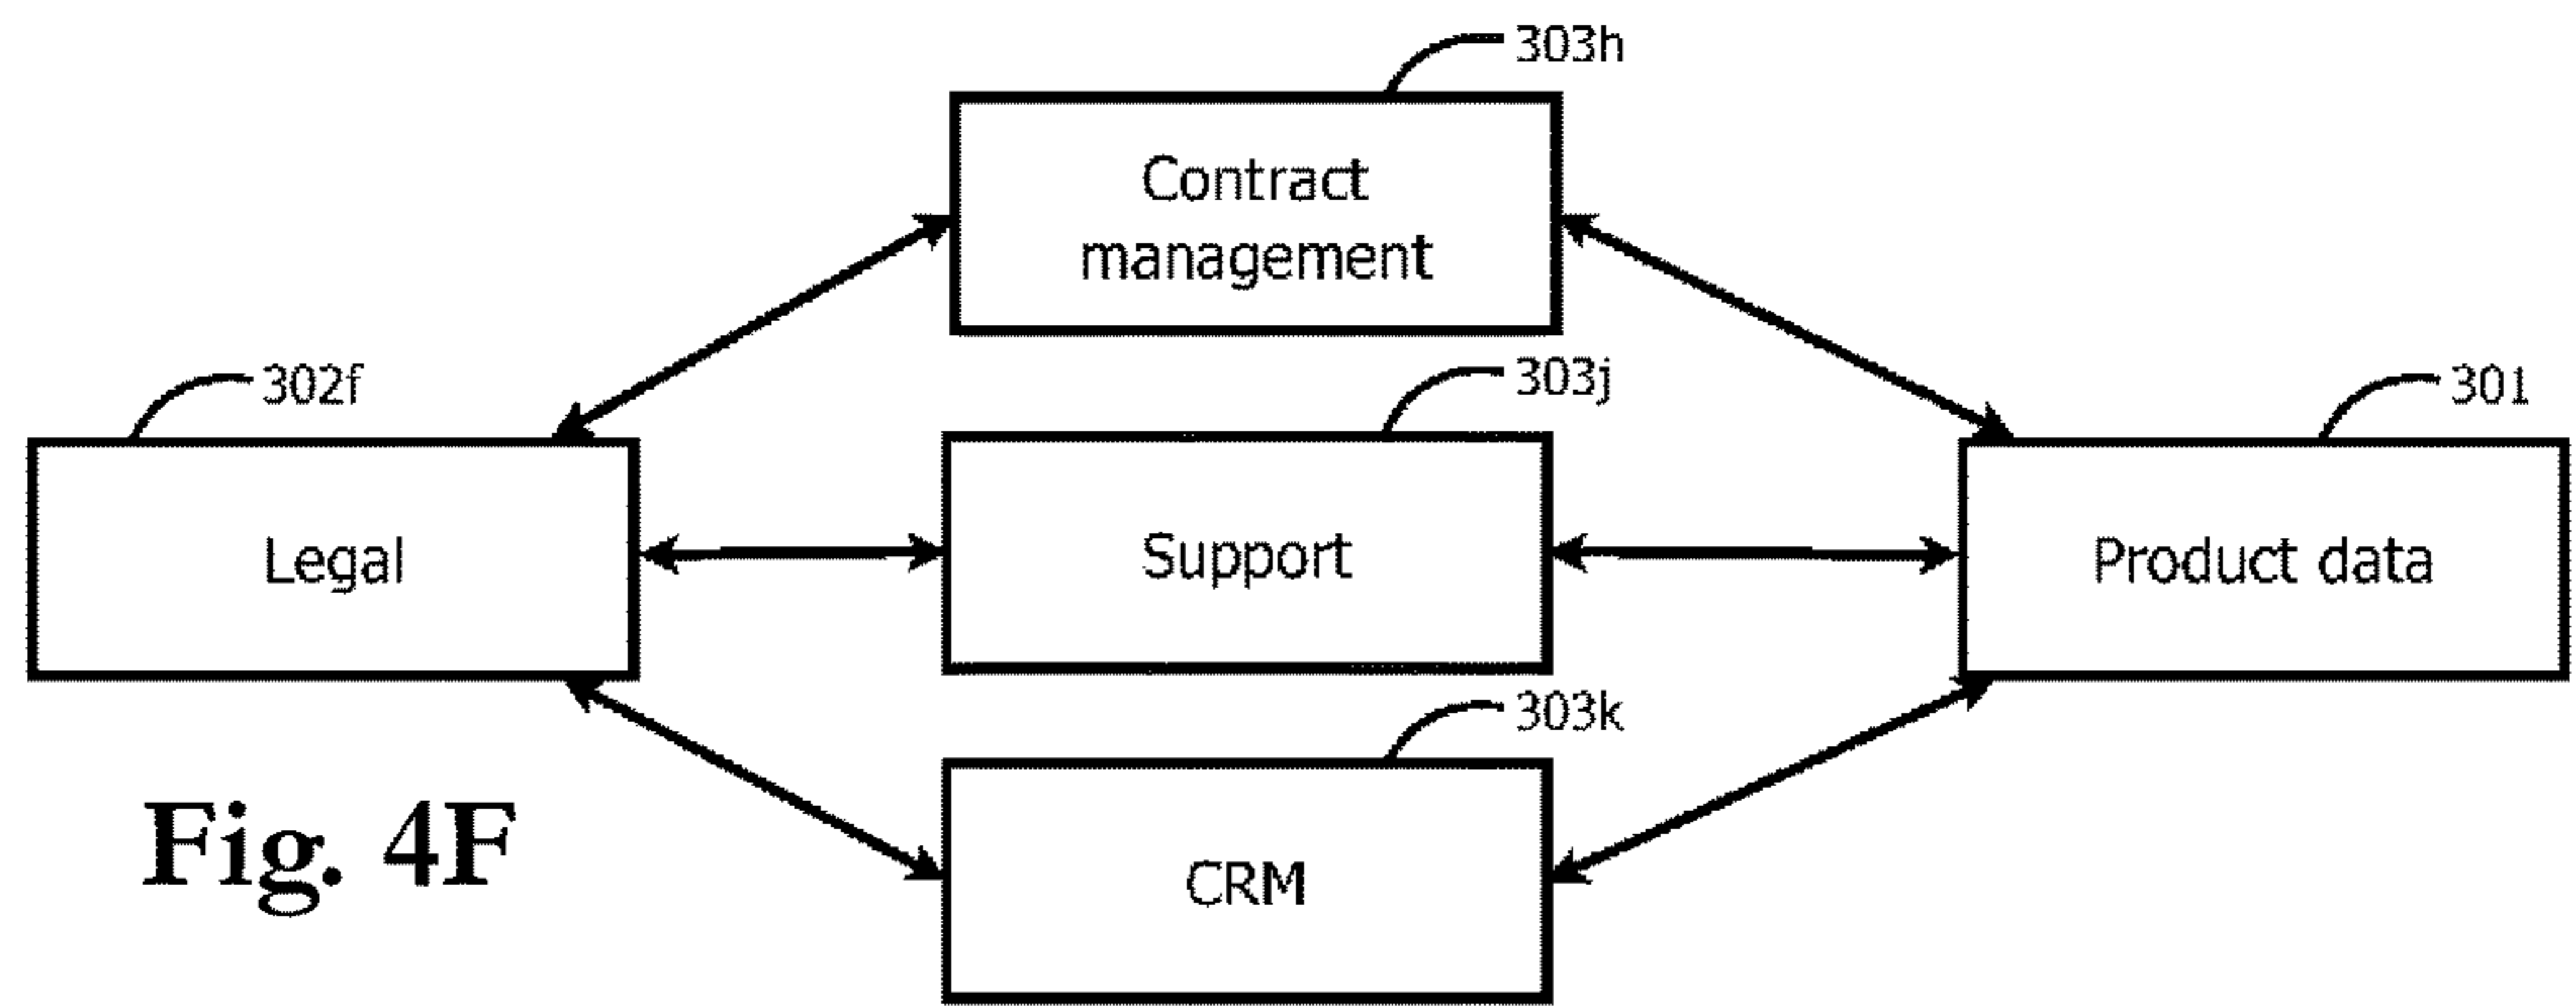 303h
Contract
management
302f
303j
301
Legal
Support
Product data
303k
Fig. 4F
CRM